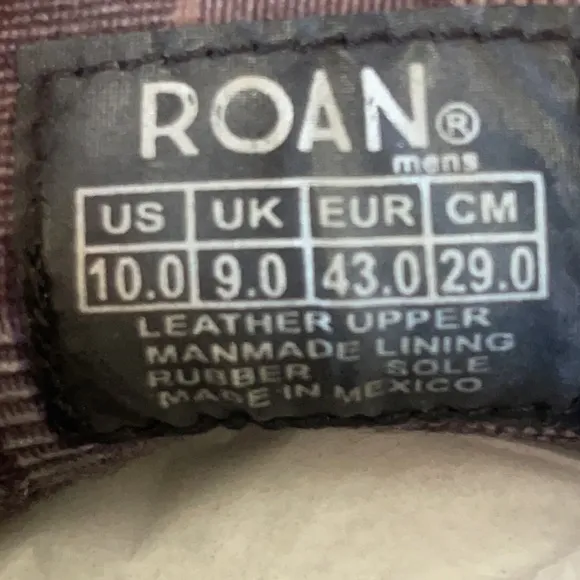 ROAN®
mens
US UK EUR CM
10.0 9.0 43.0 29.0
LEATHER UPPER
MANMADE LINING
RUBBER SOLE
MADE IN MEXICO